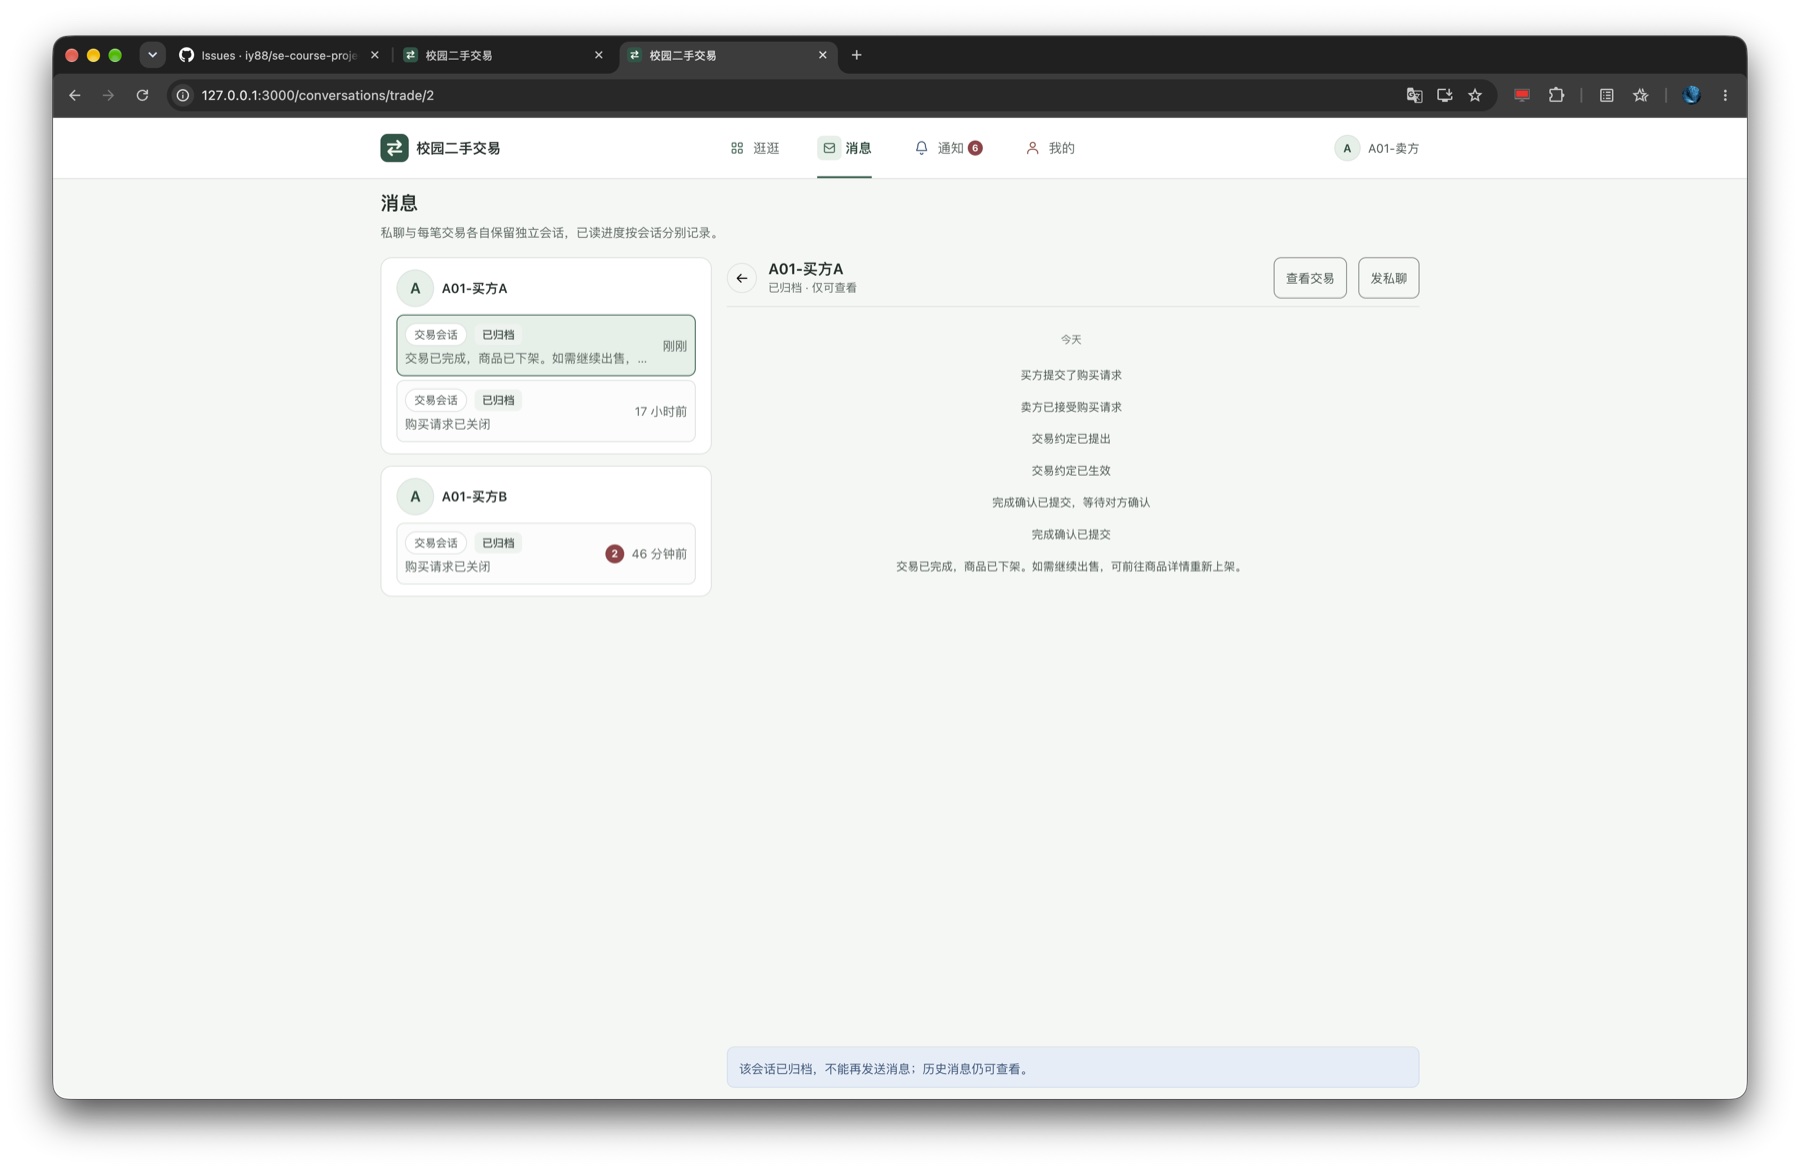 Issues · iy88/se-course-proje
校园二手交易
校园二手交易
127.0.0.1:3000/conversations/trade/2
校园二手交易
逛逛
消息
通知 6
我的
A A01-卖方
消息
私聊与每笔交易各自保留独立会话，已读进度按会话分别记录。
A A01-买方A
交易会话 已归档
刚刚
交易已完成，商品已下架。如需继续出售，...
交易会话 已归档
17 小时前
购买请求已关闭
A A01-买方B
交易会话 已归档
2 46 分钟前
购买请求已关闭
A01-买方A
已归档 · 仅可查看
查看交易
发私聊
今天
买方提交了购买请求
卖方已接受购买请求
交易约定已提出
交易约定已生效
完成确认已提交，等待对方确认
完成确认已提交
交易已完成，商品已下架。如需继续出售，可前往商品详情重新上架。
该会话已归档，不能再发送消息；历史消息仍可查看。